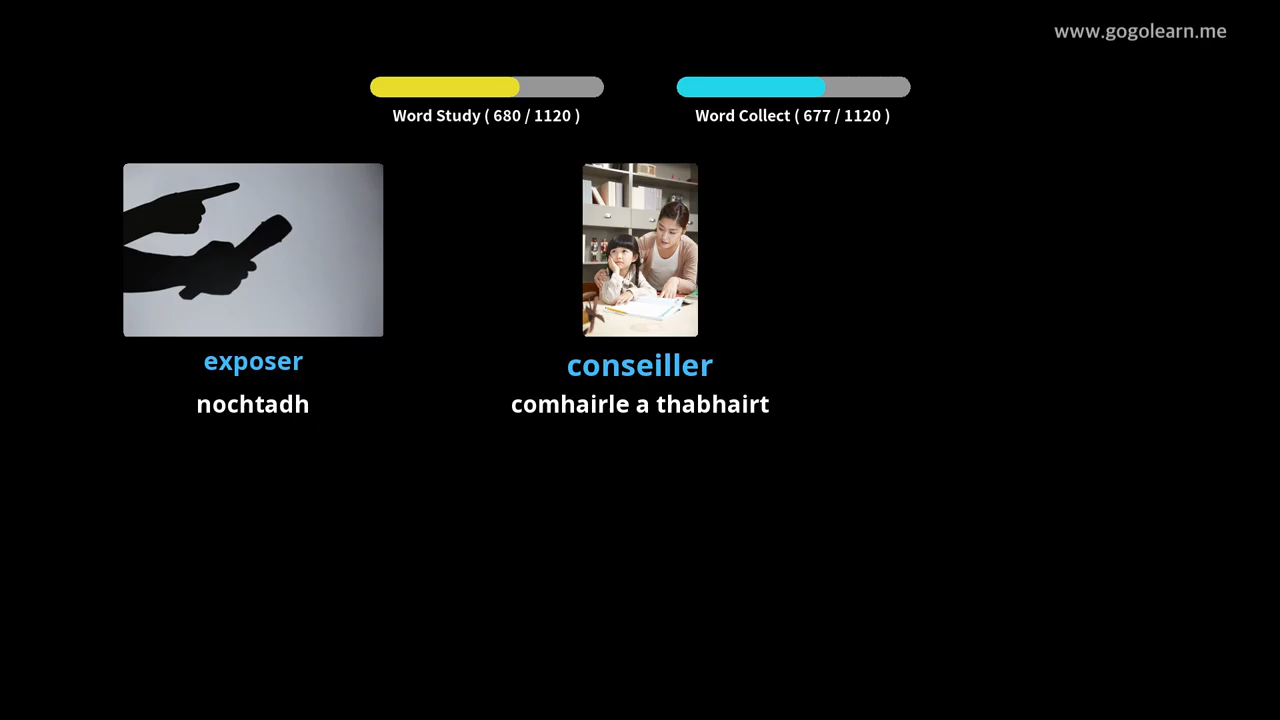 www.gogolearn.me
Word Study ( 680 / 1120 )
Word Collect ( 677 / 1120 )
exposer
nochtadh
conseiller
comhairle a thabhairt